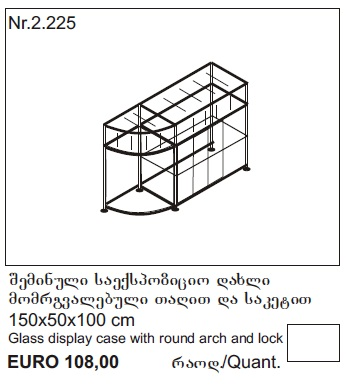 Nr.2.225
შემინული საექსპოზიციო დახლი
მომრგვალებული თაღით და საკეტით
150x50x100 cm
Glass display case with round arch and lock
EURO 108,00 რაოდ./Quant.